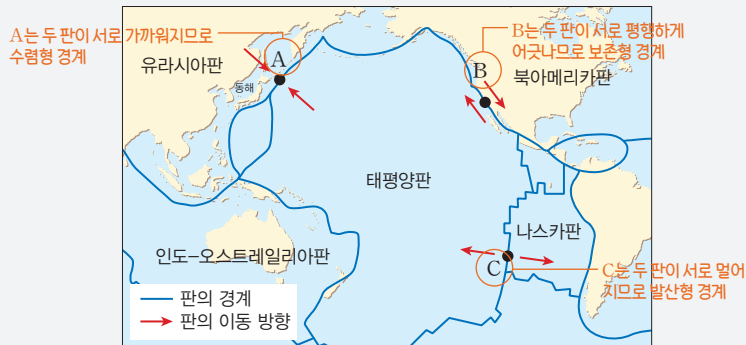 A는 두 판이 서로 가까워지므로
수렴형 경계
B는 두 판이 서로 평행하게
어긋나므로 보존형 경계
유라시아판
A
동해
B
북아메리카판
태평양판
나스카판
인도-오스트레일리아판
C
C는 두 판이 서로 멀어
지므로 발산형 경계
판의 경계
판의 이동 방향